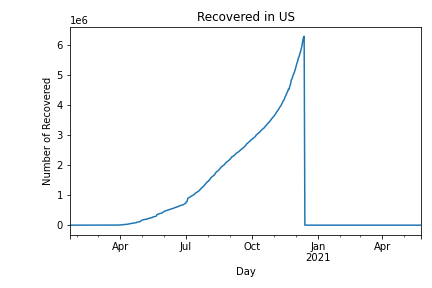 Recovered in US
1e6
6
5
4
3
2
1
0
Number of Recovered
Apr
Jul
Oct
Jan
2021
Apr
Day